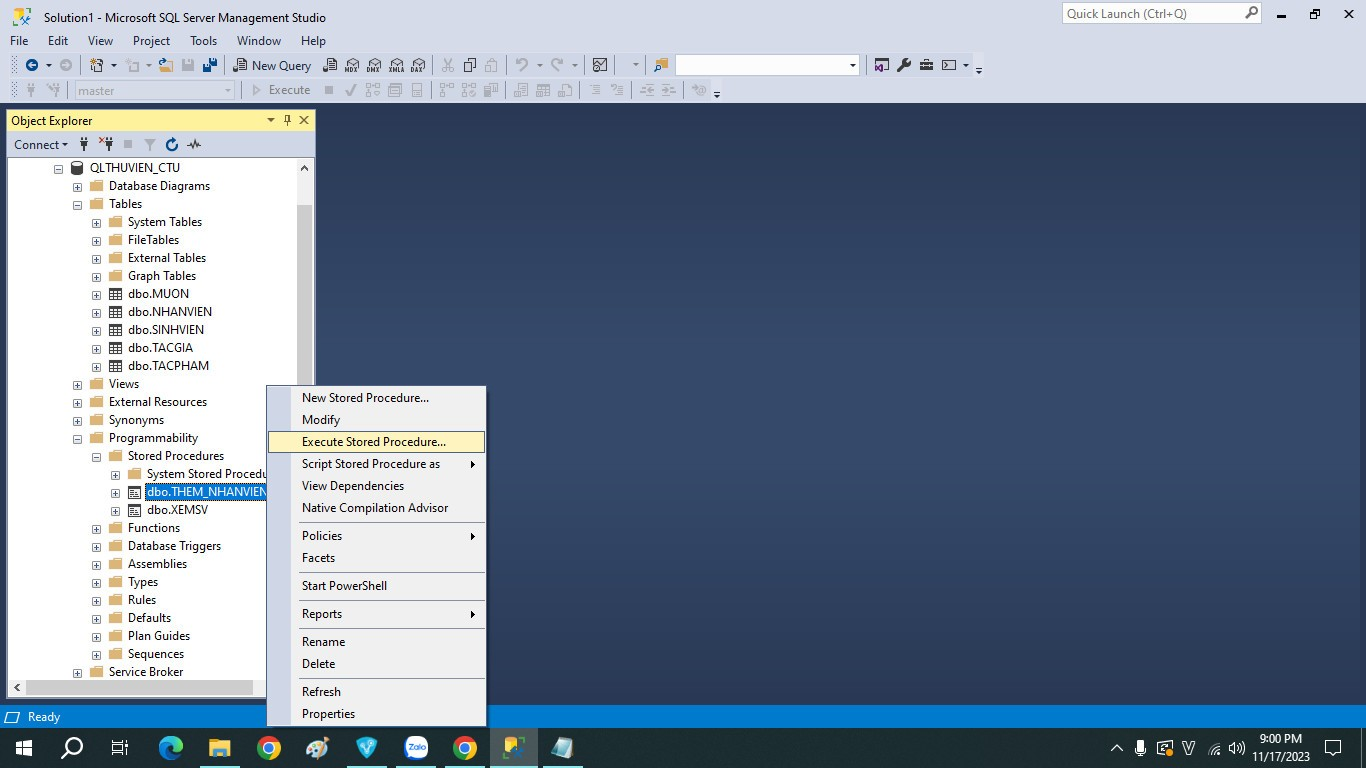 Solution1 - Microsoft SQL Server Management Studio
Quick Launch (Ctrl+Q)
File Edit View Project Tools Window Help
New Query
MDX DMX XMLA DAX
master
Execute
Object Explorer
Connect
QLTHUVIEN_CTU
Database Diagrams
Tables
System Tables
FileTables
External Tables
Graph Tables
dbo.MUON
dbo.NHANVIEN
dbo.SINHVIEN
dbo.TACGIA
dbo.TACPHAM
Views
External Resources
Synonyms
Programmability
Stored Procedures
System Stored Procedu
dbo.THEM_NHANVIEN
dbo.XEMSV
Functions
Database Triggers
Assemblies
Types
Rules
Defaults
Plan Guides
Sequences
Service Broker
New Stored Procedure...
Modify
Execute Stored Procedure...
Script Stored Procedure as
View Dependencies
Native Compilation Advisor
Policies
Facets
Start PowerShell
Reports
Rename
Delete
Refresh
Properties
Ready
Zalo
V
9:00 PM
11/17/2023